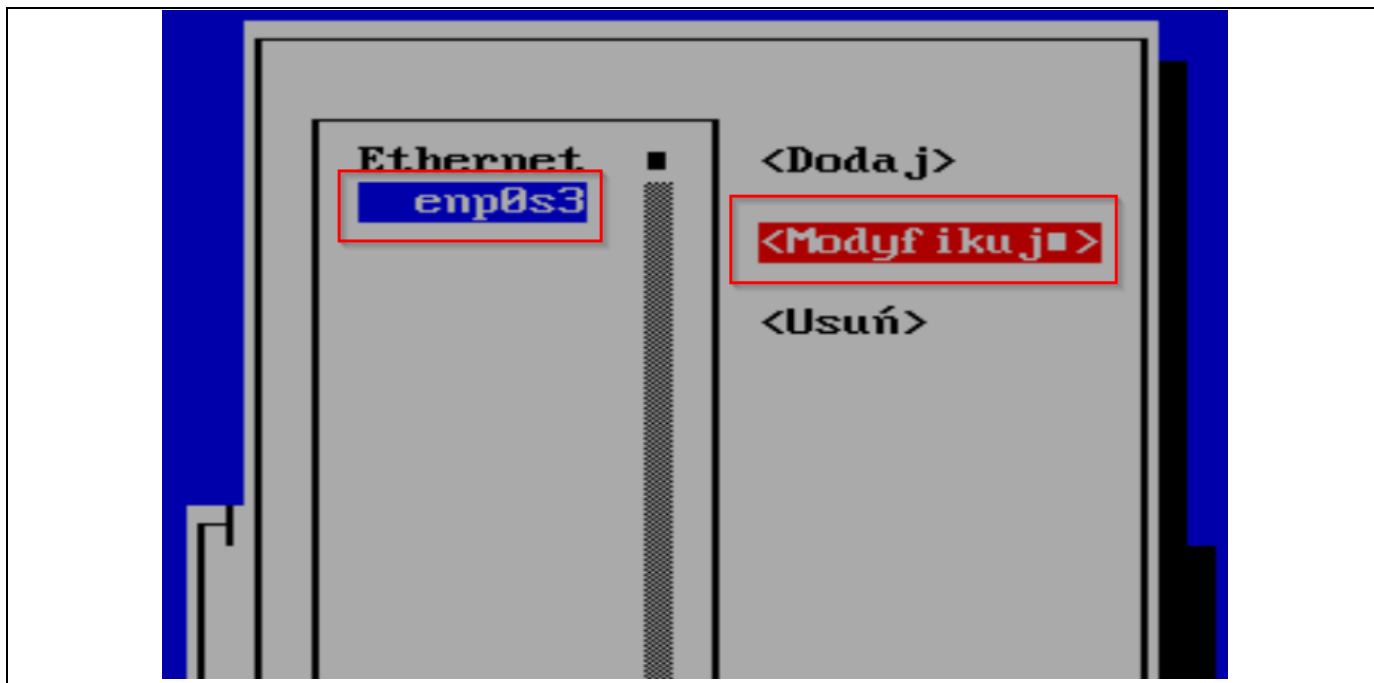 Ethernet
enp0s3
<Dodaj>
<Modyfikuj■>
<Usuń>